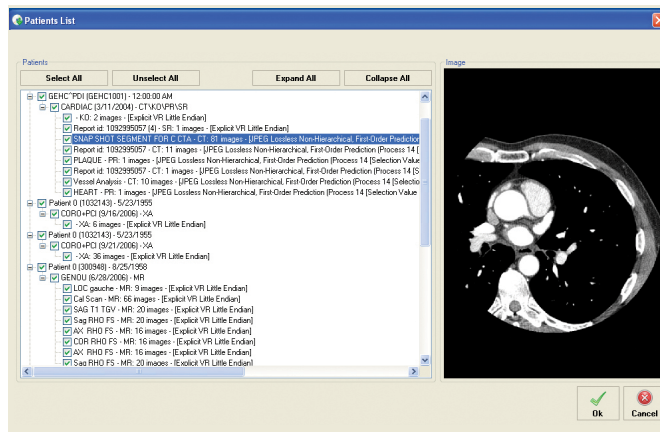 Patients List
Patients
Select All
Unselect All
Expand All
Collapse All
GEHC^PDI (GEHC1001) - 12:00:00 AM
CARDIAC (3/11/2004) - CT\KO\PR\SR
- KO: 2 images - [Explicit VR Little Endian]
Report id: 1092995057 (4) - SR: 1 images - [Explicit VR Little Endian]
SNAP SHOT SEGMENT FOR C CTA - CT: 81 images - [JPEG Lossless Non-Hierarchical, First-Order Prediction
Report id: 1092995057 - CT: 11 images - [JPEG Lossless Non-Hierarchical, First-Order Prediction (Process 14 [
PLAQUE - PR: 1 images - [JPEG Lossless Non-Hierarchical, First-Order Prediction (Process 14 [Selection Value
Report id: 1092995057 - CT: 1 images - [JPEG Lossless Non-Hierarchical, First-Order Prediction (Process 14 [S
Vessel Analysis - CT: 10 images - [JPEG Lossless Non-Hierarchical, First-Order Prediction (Process 14 [Selectio
HEART - PR: 1 images - [JPEG Lossless Non-Hierarchical, First-Order Prediction (Process 14 [Selection Value
Patient 0 (1032143) - 5/23/1955
CORO+PCI (9/16/2006) - XA
- XA: 6 images - [Explicit VR Little Endian]
Patient 0 (1032143) - 5/23/1955
CORO+PCI (9/21/2006) - XA
- XA: 36 images - [Explicit VR Little Endian]
Patient 0 (300948) - 8/25/1958
GENOU (6/28/2006) - MR
LOC gauche - MR: 9 images - [Explicit VR Little Endian]
Cal Scan - MR: 66 images - [Explicit VR Little Endian]
SAG T1 TGV - MR: 20 images - [Explicit VR Little Endian]
Sag RHO FS - MR: 20 images - [Explicit VR Little Endian]
AX RHO FS - MR: 16 images - [Explicit VR Little Endian]
COR RHO FS - MR: 16 images - [Explicit VR Little Endian]
AX RHO FS - MR: 16 images - [Explicit VR Little Endian]
Sag RHO FS - MR: 20 images - [Explicit VR Little Endian]
Image
Ok
Cancel